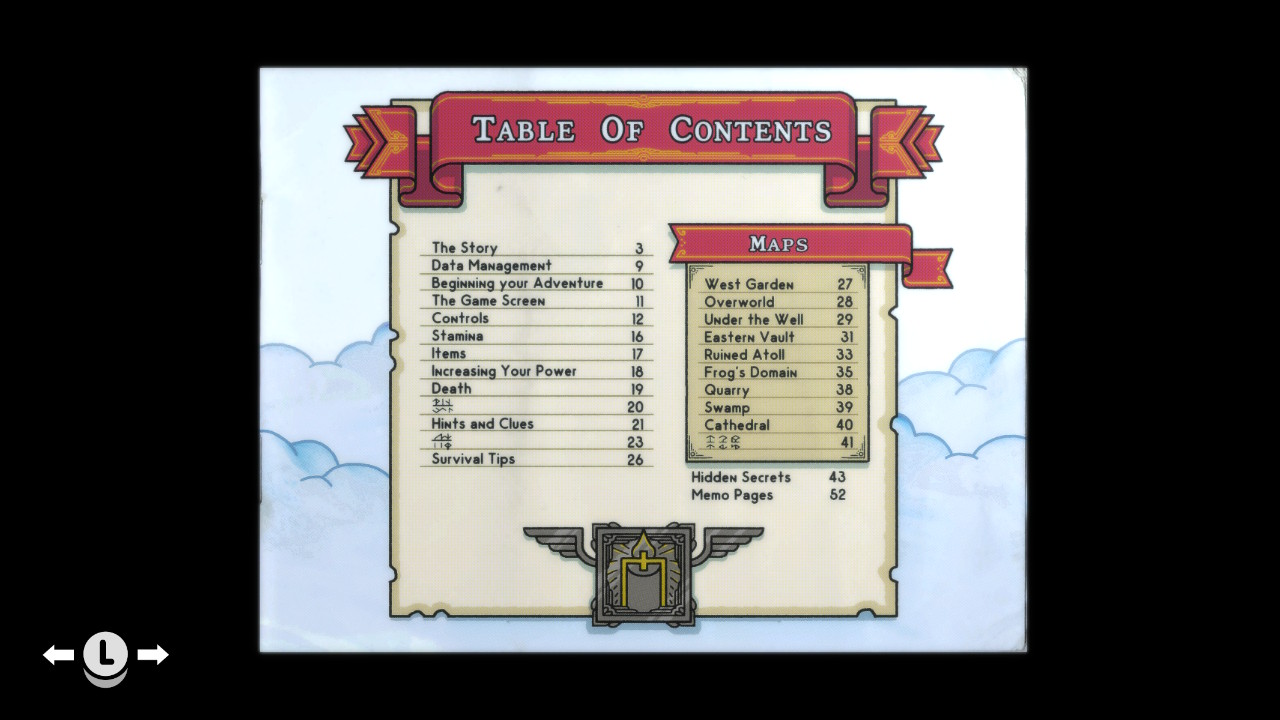 TABLE OF CONTENTS
The Story 3
Data Management 9
Beginning your Adventure 10
The Game Screen 11
Controls 12
Stamina 16
Items 17
Increasing Your Power 18
Death 19
20
Hints and Clues 21
23
Survival Tips 26
MAPS
West Garden 27
Overworld 28
Under the Well 29
Eastern Vault 31
Ruined Atoll 33
Frog's Domain 35
Quarry 38
Swamp 39
Cathedral 40
41
Hidden Secrets 43
Memo Pages 52
L